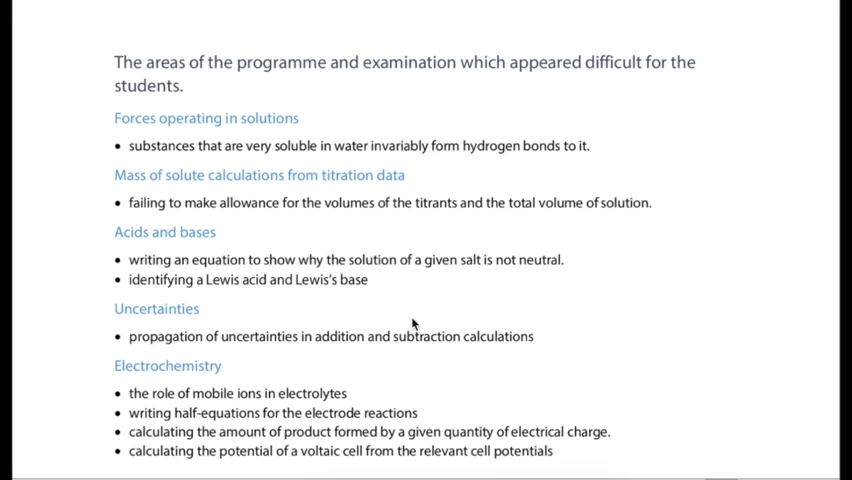 The areas of the programme and examination which appeared difficult for the
students.
Forces operating in solutions
• substances that are very soluble in water invariably form hydrogen bonds to it.
Mass of solute calculations from titration data
• failing to make allowance for the volumes of the titrants and the total volume of solution.
Acids and bases
• writing an equation to show why the solution of a given salt is not neutral.
• identifying a Lewis acid and Lewis's base
Uncertainties
• propagation of uncertainties in addition and subtraction calculations
Electrochemistry
• the role of mobile ions in electrolytes
• writing half-equations for the electrode reactions
• calculating the amount of product formed by a given quantity of electrical charge.
• calculating the potential of a voltaic cell from the relevant cell potentials